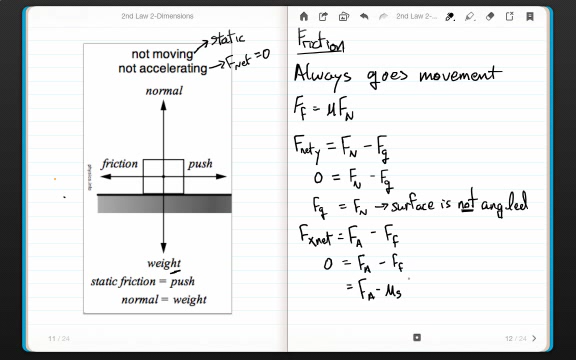 2nd Law 2-Dimensions
not moving → static
not accelerating → Fnet = 0
normal
friction
push
physics.info
weight
static friction = push
normal = weight
11 / 24
2nd Law 2-...
Friction
Always goes movement
Ff = μFN
Fnety = FN - Fg
0 = FN - Fg
Fg = FN → surface is not angled
Fxnet = FA - Ff
0 = FA - Ff
= FA - μs
12 / 24